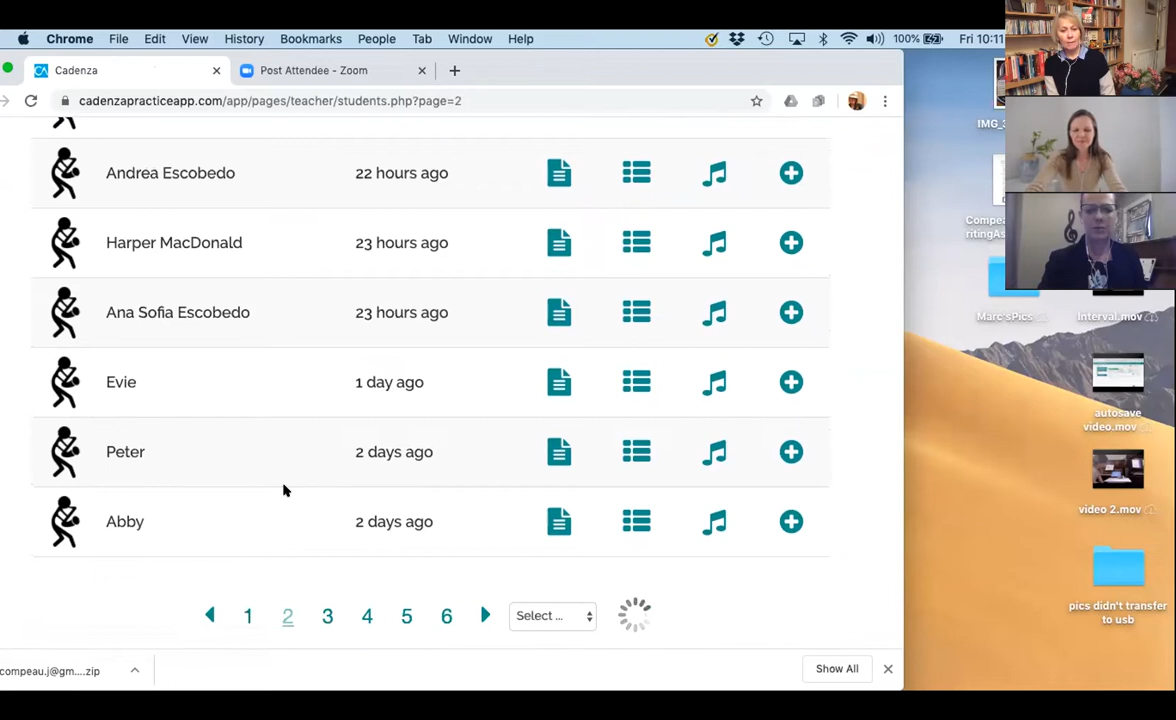 Chrome File Edit View History Bookmarks People Tab Window Help 100% Fri 10:11
Cadenza Post Attendee - Zoom
cadenzapracticeapp.com/app/pages/teacher/students.php?page=2
Andrea Escobedo 22 hours ago
Harper MacDonald 23 hours ago
Ana Sofia Escobedo 23 hours ago
Evie 1 day ago
Peter 2 days ago
Abby 2 days ago
1 2 3 4 5 6 Select ...
compeau.j@gm....zip Show All
Marc'sPics
Interval.mov
autosave
video.mov
video 2.mov
pics didn't transfer
to usb